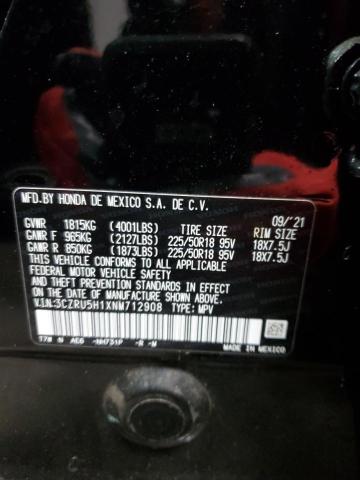 MFD.BY HONDA DE MEXICO S.A. DE C.V.
09/'21
GVWR 1815KG (4001LBS) TIRE SIZE RIM SIZE
GAWR F 965KG (2127LBS) 225/50R18 95V 18X7.5J
GAWR R 850KG (1873LBS) 225/50R18 95V 18X7.5J
THIS VEHICLE CONFORMS TO ALL APPLICABLE
FEDERAL MOTOR VEHICLE SAFETY, BUMPER,
AND THEFT PREVENTION STANDARDS IN EFFECT
ON THE DATE OF MANUFACTURE SHOWN ABOVE.
V.I.N:3CZRU5H1XNM712908 TYPE: MPV
NH731P -R -M
MADE IN MEXICO